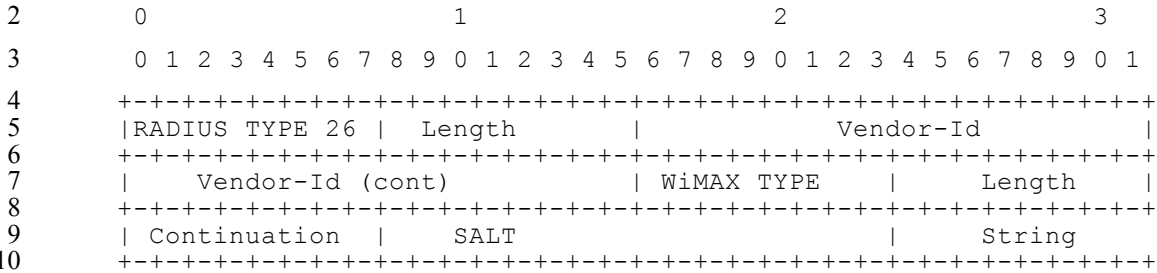 2 0 1 2 3
3 0 1 2 3 4 5 6 7 8 9 0 1 2 3 4 5 6 7 8 9 0 1 2 3 4 5 6 7 8 9 0 1
4 +-+-+-+-+-+-+-+-+-+-+-+-+-+-+-+-+-+-+-+-+-+-+-+-+-+-+-+-+-+-+-+-+
5 |RADIUS TYPE 26 | Length | Vendor-Id |
6 +-+-+-+-+-+-+-+-+-+-+-+-+-+-+-+-+-+-+-+-+-+-+-+-+-+-+-+-+-+-+-+-+
7 | Vendor-Id (cont) | WiMAX TYPE | Length |
8 +-+-+-+-+-+-+-+-+-+-+-+-+-+-+-+-+-+-+-+-+-+-+-+-+-+-+-+-+-+-+-+-+
9 | Continuation | SALT | String
10 +-+-+-+-+-+-+-+-+-+-+-+-+-+-+-+-+-+-+-+-+-+-+-+-+-+-+-+-+-+-+-+-+